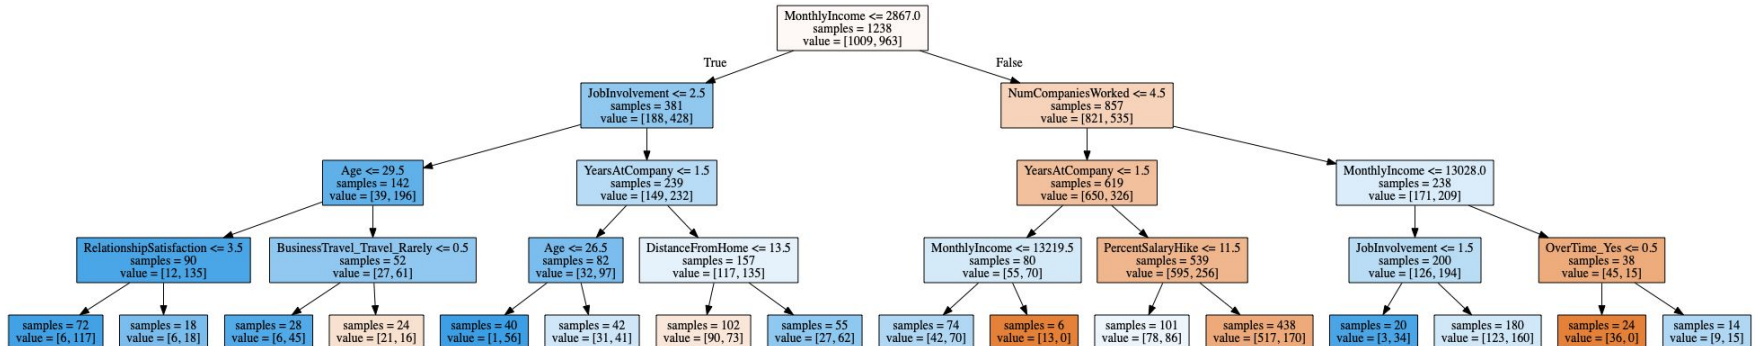 MonthlyIncome <= 2867.0
samples = 1238
value = [1009, 963]
True
False
JobInvolvement <= 2.5
samples = 381
value = [188, 428]
NumCompaniesWorked <= 4.5
samples = 857
value = [821, 535]
Age <= 29.5
samples = 142
value = [39, 196]
YearsAtCompany <= 1.5
samples = 239
value = [149, 232]
YearsAtCompany <= 1.5
samples = 619
value = [650, 326]
MonthlyIncome <= 13028.0
samples = 238
value = [171, 209]
RelationshipSatisfaction <= 3.5
samples = 90
value = [12, 135]
BusinessTravel_Travel_Rarely <= 0.5
samples = 52
value = [27, 61]
Age <= 26.5
samples = 82
value = [32, 97]
DistanceFromHome <= 13.5
samples = 157
value = [117, 135]
MonthlyIncome <= 13219.5
samples = 80
value = [55, 70]
PercentSalaryHike <= 11.5
samples = 539
value = [595, 256]
JobInvolvement <= 1.5
samples = 200
value = [126, 194]
OverTime_Yes <= 0.5
samples = 38
value = [45, 15]
samples = 72
value = [6, 117]
samples = 18
value = [6, 18]
samples = 28
value = [6, 45]
samples = 24
value = [21, 16]
samples = 40
value = [1, 56]
samples = 42
value = [31, 41]
samples = 102
value = [90, 73]
samples = 55
value = [27, 62]
samples = 74
value = [42, 70]
samples = 6
value = [13, 0]
samples = 101
value = [78, 86]
samples = 438
value = [517, 170]
samples = 20
value = [3, 34]
samples = 180
value = [123, 160]
samples = 24
value = [36, 0]
samples = 14
value = [9, 15]